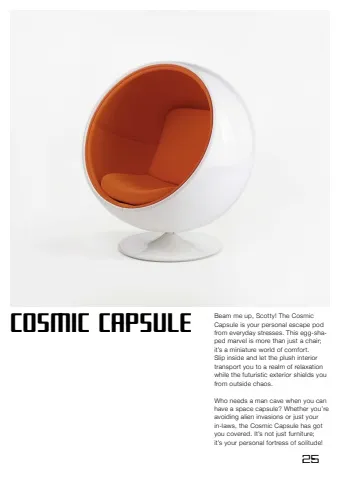 COSMIC CAPSULE
Beam me up, Scotty! The Cosmic
Capsule is your personal escape pod
from everyday stresses. This egg-sha-
ped marvel is more than just a chair;
it's a miniature world of comfort.
Slip inside and let the plush interior
transport you to a realm of relaxation
while the futuristic exterior shields you
from outside chaos.
Who needs a man cave when you can
have a space capsule? Whether you're
avoiding alien invasions or just your
in-laws, the Cosmic Capsule has got
you covered. It's not just furniture;
it's your personal fortress of solitude!
25